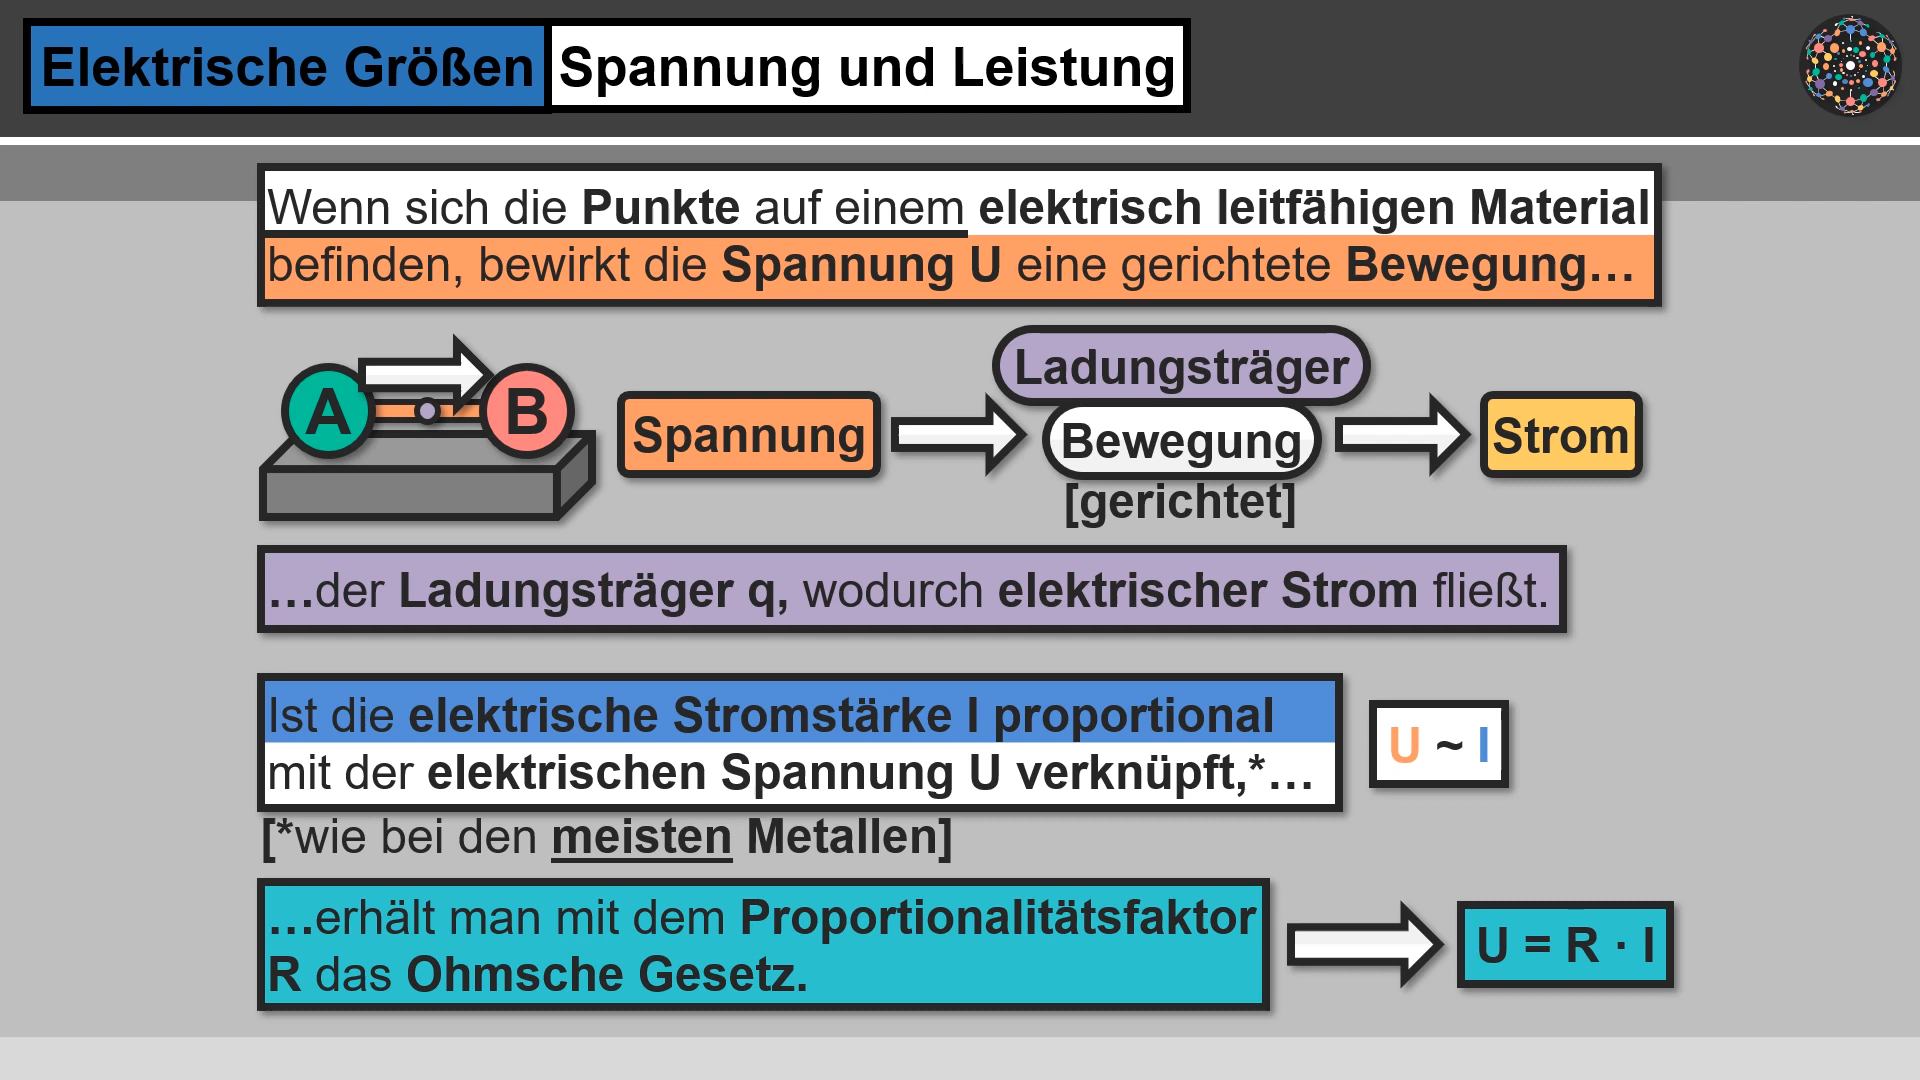 Elektrische Größen Spannung und Leistung
Wenn sich die Punkte auf einem elektrisch leitfähigen Material
befinden, bewirkt die Spannung U eine gerichtete Bewegung…
A B
Spannung
Ladungsträger
Bewegung
[gerichtet]
Strom
…der Ladungsträger q, wodurch elektrischer Strom fließt.
Ist die elektrische Stromstärke I proportional
mit der elektrischen Spannung U verknüpft,*…
U ~ I
[*wie bei den meisten Metallen]
…erhält man mit dem Proportionalitätsfaktor
R das Ohmsche Gesetz.
U = R · I